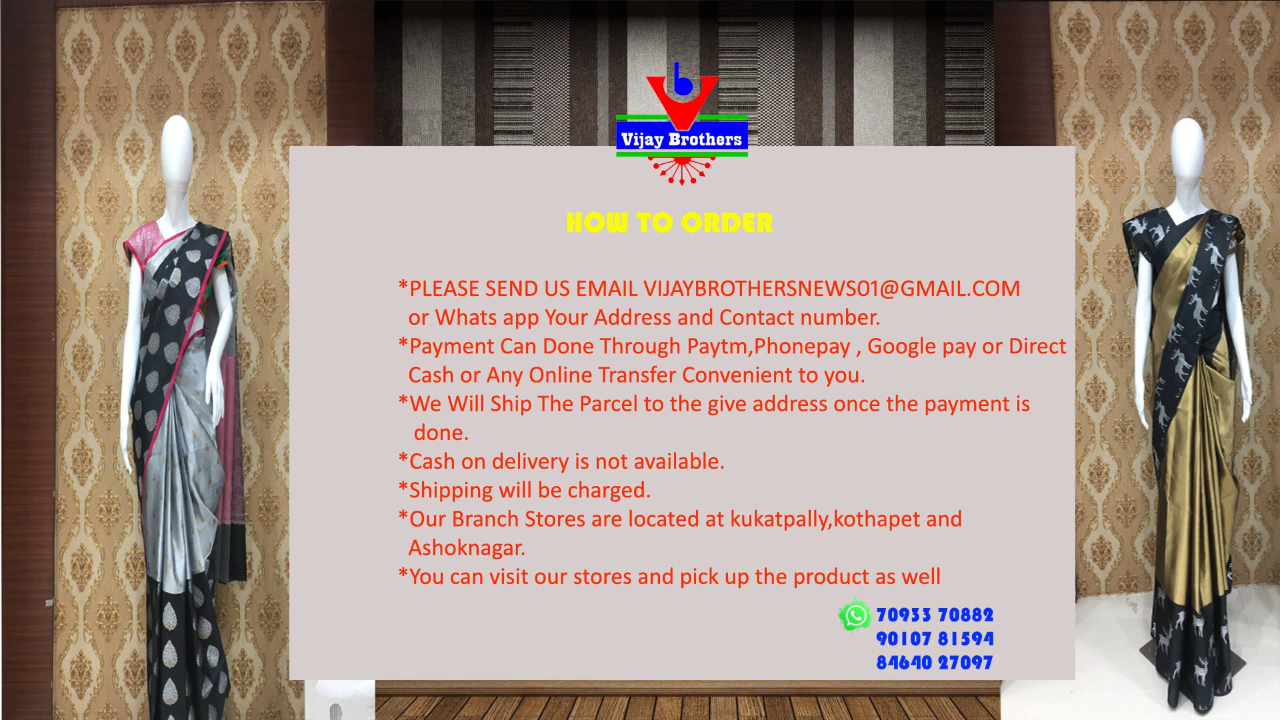 b
Vijay Brothers
HOW TO ORDER
*PLEASE SEND US EMAIL VIJAYBROTHERSNEWS01@GMAIL.COM
or Whats app Your Address and Contact number.
*Payment Can Done Through Paytm,Phonepay , Google pay or Direct
Cash or Any Online Transfer Convenient to you.
*We Will Ship The Parcel to the give address once the payment is
done.
*Cash on delivery is not available.
*Shipping will be charged.
*Our Branch Stores are located at kukatpally,kothapet and
Ashoknagar.
*You can visit our stores and pick up the product as well
70933 70882
90107 81594
84640 27097